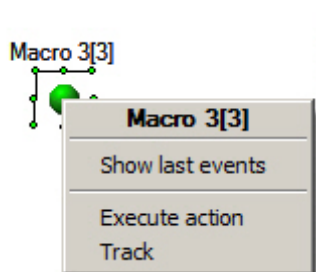 Macro 3[3]
Macro 3[3]
Show last events
Execute action
Track